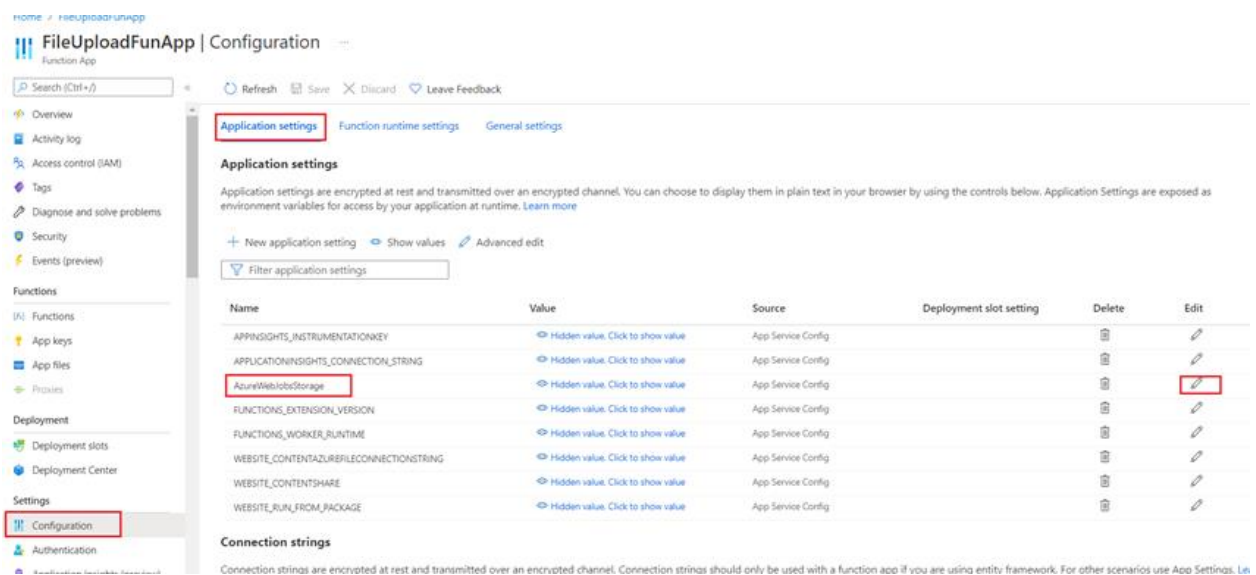 Home / FileUploadFunApp
FileUploadFunApp | Configuration ...
Function App
Search (Ctrl+/)
«
Refresh Save Discard Leave Feedback
Overview
Activity log
Access control (IAM)
Tags
Diagnose and solve problems
Security
Events (preview)
Functions
Functions
App keys
App files
Proxies
Deployment
Deployment slots
Deployment Center
Settings
Configuration
Authentication
Application Insights (preview)
Application settings Function runtime settings General settings
Application settings
Application settings are encrypted at rest and transmitted over an encrypted channel. You can choose to display them in plain text in your browser by using the controls below. Application Settings are exposed as
environment variables for access by your application at runtime. Learn more
New application setting Show values Advanced edit
Filter application settings
Name Value Source Deployment slot setting Delete Edit
APPINSIGHTS_INSTRUMENTATIONKEY Hidden value. Click to show value App Service Config
APPLICATIONINSIGHTS_CONNECTION_STRING Hidden value. Click to show value App Service Config
AzureWebJobsStorage Hidden value. Click to show value App Service Config
FUNCTIONS_EXTENSION_VERSION Hidden value. Click to show value App Service Config
FUNCTIONS_WORKER_RUNTIME Hidden value. Click to show value App Service Config
WEBSITE_CONTENTAZUREFILECONNECTIONSTRING Hidden value. Click to show value App Service Config
WEBSITE_CONTENTSHARE Hidden value. Click to show value App Service Config
WEBSITE_RUN_FROM_PACKAGE Hidden value. Click to show value App Service Config
Connection strings
Connection strings are encrypted at rest and transmitted over an encrypted channel. Connection strings should only be used with a function app if you are using entity framework. For other scenarios use App Settings.